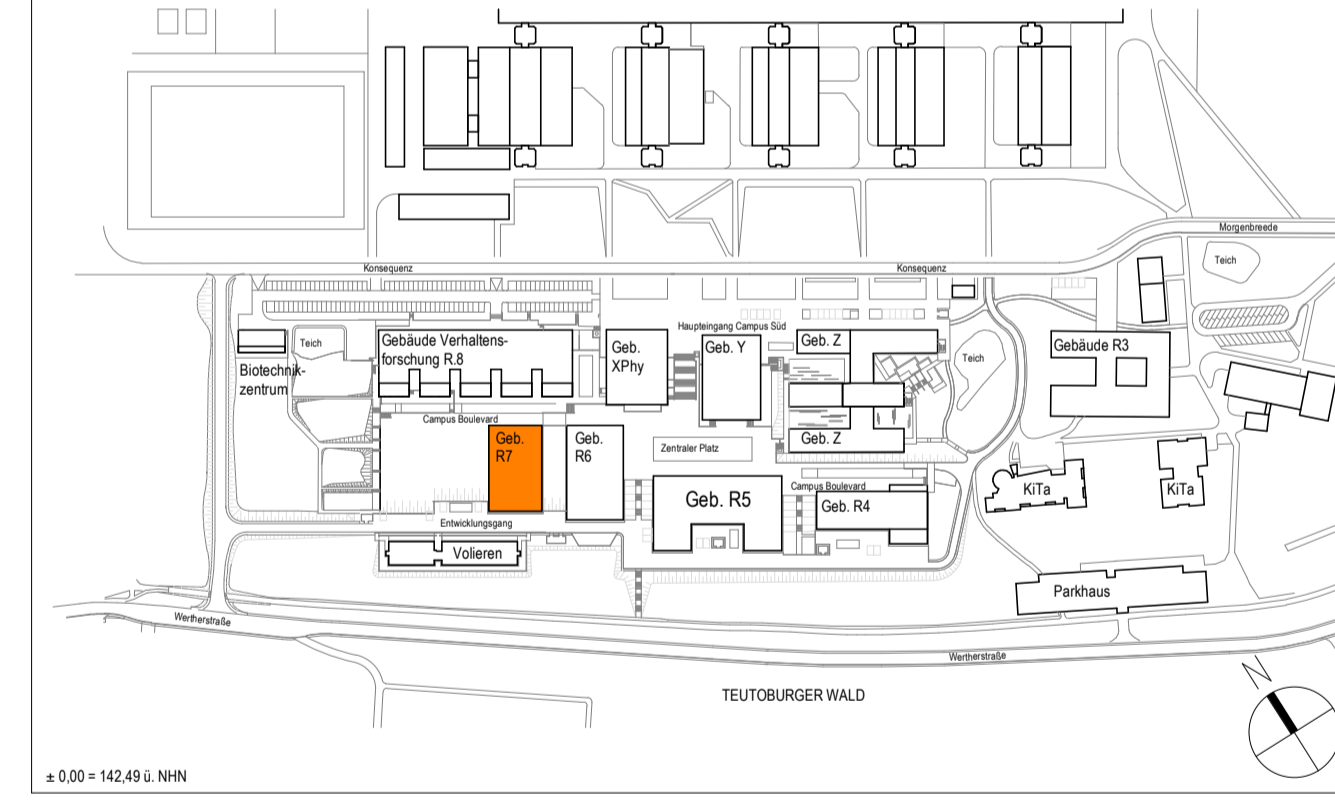 Morgenbreede
Konsequenz
Konsequenz
Teich
Haupteingang Campus Süd
Teich
Gebäude Verhaltens-
forschung R.8
Geb.
XPhy
Geb. Y
Geb. Z
Gebäude R3
Teich
Biotechnik-
zentrum
Campus Boulevard
Geb.
R7
Geb.
R6
Zentraler Platz
Geb. Z
Campus Boulevard
KiTa
KiTa
Geb. R5
Geb. R4
Entwicklungsgang
Volieren
Parkhaus
Wertherstraße
Wertherstraße
N
TEUTOBURGER WALD
± 0,00 = 142,49 ü. NHN